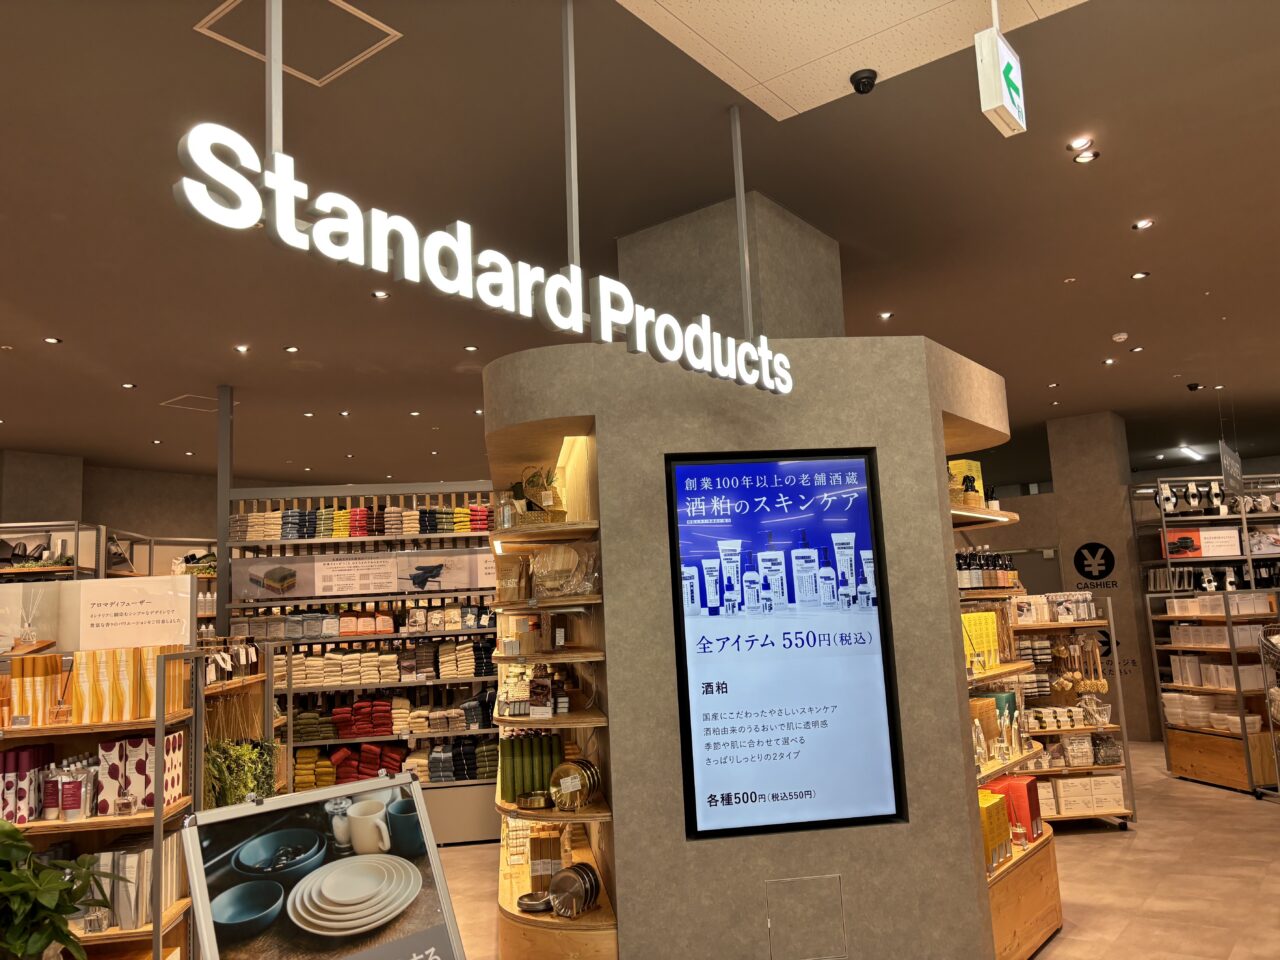 Standard Products
創業100年以上の老舗酒蔵
酒粕のスキンケア
全アイテム 550円(税込)
酒粕
国産にこだわったやさしいスキンケア
酒粕由来のうるおいで肌に透明感
季節や肌に合わせて選べる
さっぱりしっとりの2タイプ
各種500円(税込550円)
アロマディフューザー
CASHIER